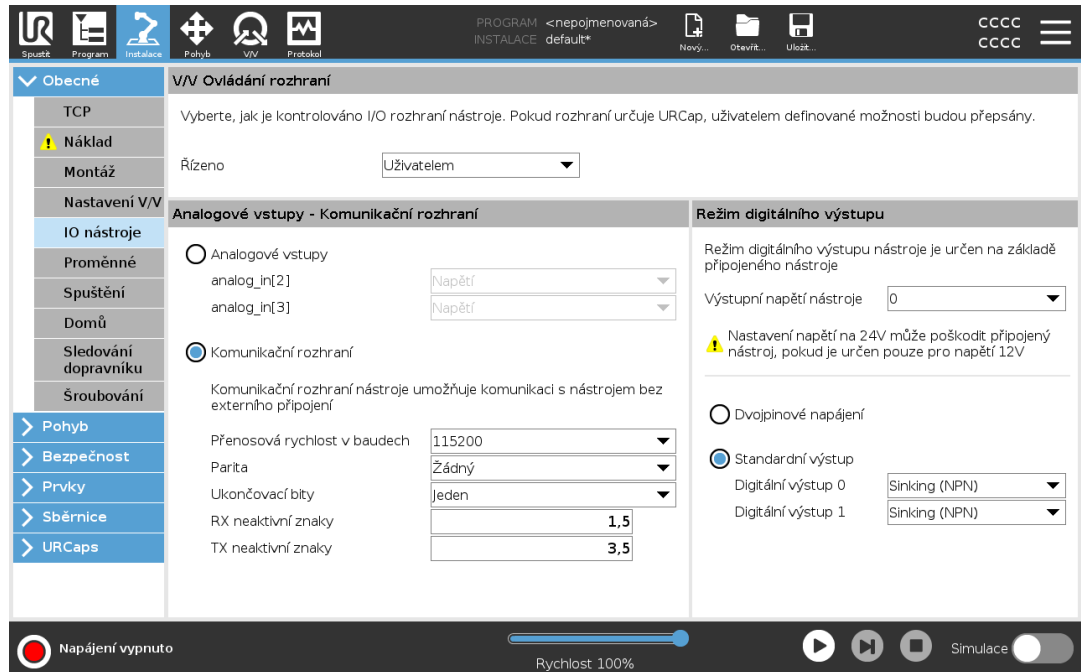 PROGRAM <nepojmenovaná>
INSTALACE default*
CCCC
CCCC
UR
Spustit
Program
Instalace
Pohyb
V/V
Protokol
Nový...
Otevřít...
Uložit...
Obecné
TCP
Náklad
Montáž
Nastavení V/V
IO nástroje
Proměnné
Spuštění
Domů
Sledování
dopravníku
Šroubování
Pohyb
Bezpečnost
Prvky
Sběrnice
URCaps
V/V Ovládání rozhraní
Vyberte, jak je kontrolováno I/O rozhraní nástroje. Pokud rozhraní určuje URCap, uživatelem definované možnosti budou přepsány.
Řízeno Uživatelem
Analogové vstupy - Komunikační rozhraní
Analogové vstupy
analog_in[2] Napětí
analog_in[3] Napětí
Komunikační rozhraní
Komunikační rozhraní nástroje umožňuje komunikaci s nástrojem bez
externího připojení
Přenosová rychlost v baudech 115200
Parita Žádný
Ukončovací bity Jeden
RX neaktivní znaky 1,5
TX neaktivní znaky 3,5
Režim digitálního výstupu
Režim digitálního výstupu nástroje je určen na základě
připojeného nástroje
Výstupní napětí nástroje 0
Nastavení napětí na 24V může poškodit připojený
nástroj, pokud je určen pouze pro napětí 12V
Dvojpinové napájení
Standardní výstup
Digitální výstup 0 Sinking (NPN)
Digitální výstup 1 Sinking (NPN)
Napájení vypnuto
Rychlost 100%
Simulace